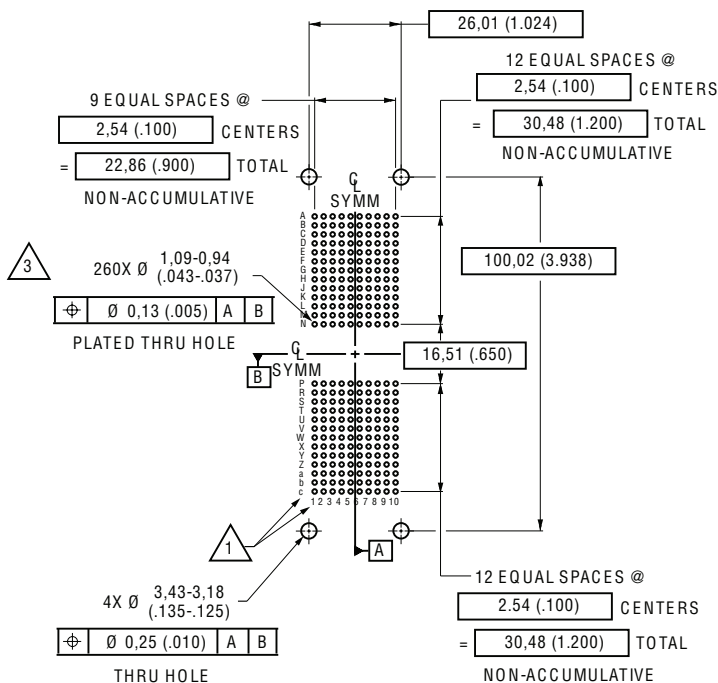 26,01 (1.024)
12 EQUAL SPACES @
2,54 (.100) CENTERS
= 30,48 (1.200) TOTAL
NON-ACCUMULATIVE
9 EQUAL SPACES @
2,54 (.100) CENTERS
= 22,86 (.900) TOTAL
NON-ACCUMULATIVE
CL
SYMM
A
B
C
D
E
F
G
H
J
K
L
M
N
3
260X Ø 1,09-0,94
(.043-.037)
⌖ Ø 0,13 (.005) A B
PLATED THRU HOLE
100,02 (3.938)
16,51 (.650)
CL
SYMM
B
P
R
S
T
U
V
W
X
Y
Z
a
b
c
1 2 3 4 5 6 7 8 9 10
1
A
4X Ø 3,43-3,18
(.135-.125)
⌖ Ø 0,25 (.010) A B
THRU HOLE
12 EQUAL SPACES @
2.54 (.100) CENTERS
= 30,48 (1.200) TOTAL
NON-ACCUMULATIVE